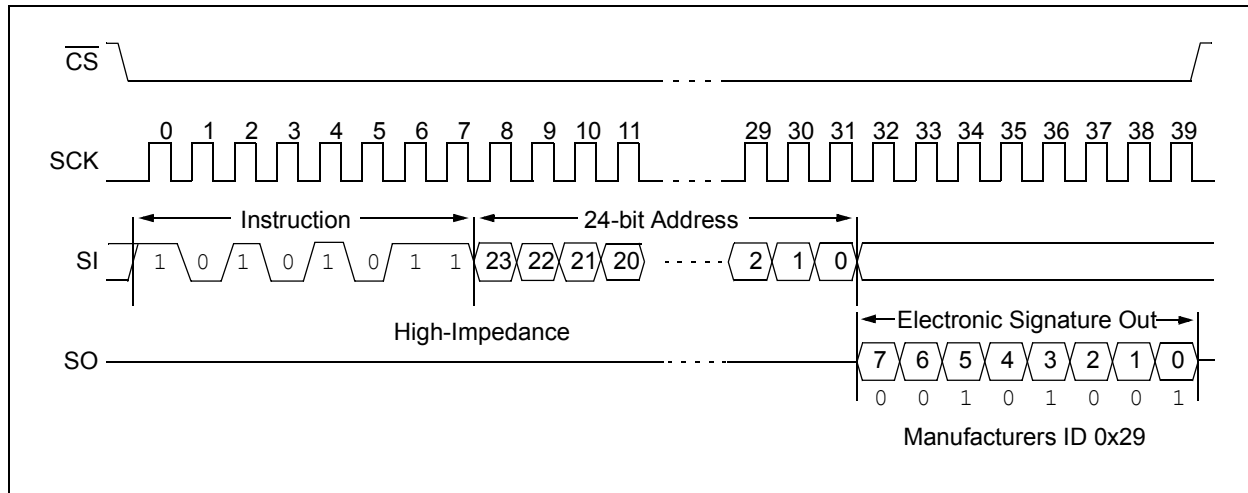 CS
0 1 2 3 4 5 6 7 8 9 10 11 29 30 31 32 33 34 35 36 37 38 39
SCK
Instruction 24-bit Address
SI 1 0 1 0 1 0 1 1 23 22 21 20 2 1 0
High-Impedance Electronic Signature Out
SO 7 6 5 4 3 2 1 0
0 0 1 0 1 0 0 1
Manufacturers ID 0x29